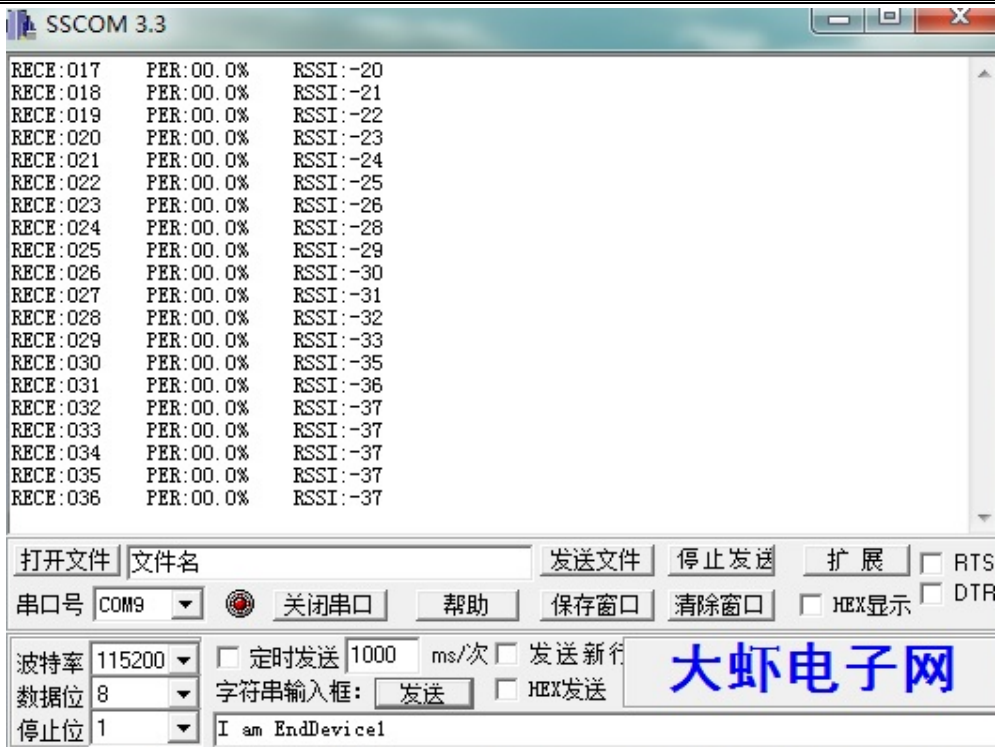 SSCOM 3.3
RECE:017 PER:00.0% RSSI:-20
RECE:018 PER:00.0% RSSI:-21
RECE:019 PER:00.0% RSSI:-22
RECE:020 PER:00.0% RSSI:-23
RECE:021 PER:00.0% RSSI:-24
RECE:022 PER:00.0% RSSI:-25
RECE:023 PER:00.0% RSSI:-26
RECE:024 PER:00.0% RSSI:-28
RECE:025 PER:00.0% RSSI:-29
RECE:026 PER:00.0% RSSI:-30
RECE:027 PER:00.0% RSSI:-31
RECE:028 PER:00.0% RSSI:-32
RECE:029 PER:00.0% RSSI:-33
RECE:030 PER:00.0% RSSI:-35
RECE:031 PER:00.0% RSSI:-36
RECE:032 PER:00.0% RSSI:-37
RECE:033 PER:00.0% RSSI:-37
RECE:034 PER:00.0% RSSI:-37
RECE:035 PER:00.0% RSSI:-37
RECE:036 PER:00.0% RSSI:-37
打开文件 文件名 发送文件 停止发送 扩展 RTS
串口号 COM9 关闭串口 帮助 保存窗口 清除窗口 HEX显示 DTR
波特率 115200 定时发送 1000 ms/次 发送新行 大虾电子网
数据位 8 字符串输入框: 发送 HEX发送
停止位 1 I am EndDevice1